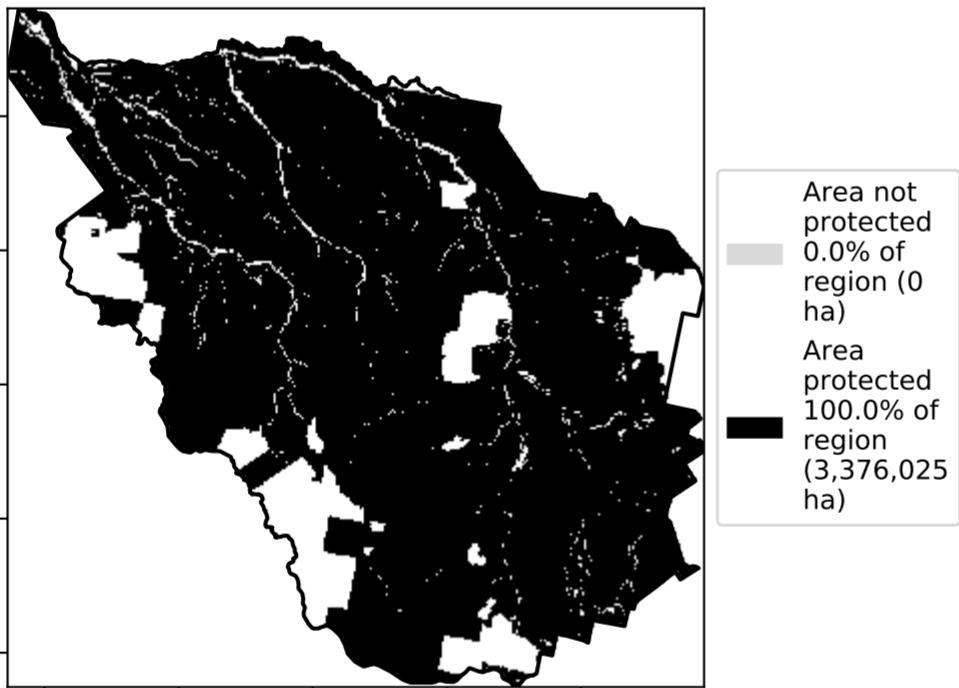 Area not
protected
0.0% of
region (0
ha)
Area
protected
100.0% of
region
(3,376,025
ha)